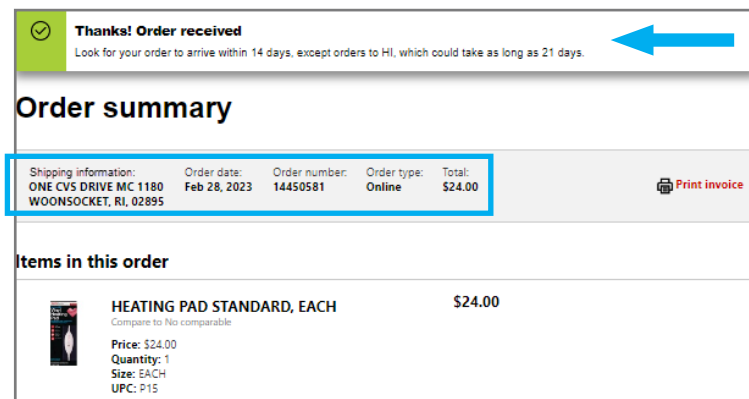 Thanks! Order received
Look for your order to arrive within 14 days, except orders to HI, which could take as long as 21 days.
Order summary
Shipping information: Order date: Order number: Order type: Total:
ONE CVS DRIVE MC 1180 Feb 28, 2023 14450581 Online $24.00
WOONSOCKET, RI, 02895
Print invoice
Items in this order
HEATING PAD STANDARD, EACH $24.00
Compare to No comparable
Price: $24.00
Quantity: 1
Size: EACH
UPC: P15